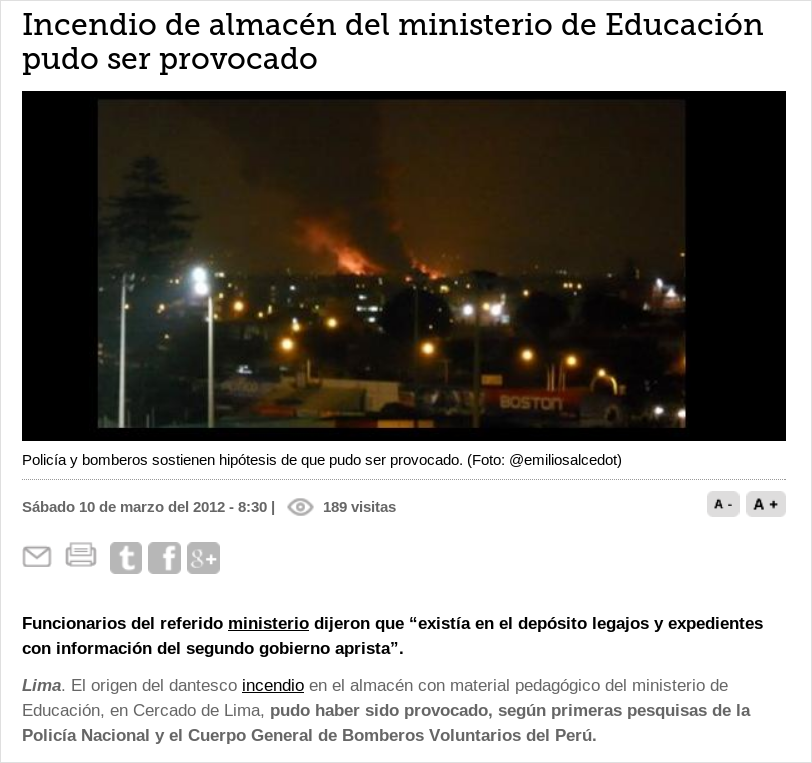 Incendio de almacén del ministerio de Educación
pudo ser provocado
BOSTON
Policía y bomberos sostienen hipótesis de que pudo ser provocado. (Foto: @emiliosalcedot)
Sábado 10 de marzo del 2012 - 8:30 | 189 visitas
A - A +
t f g+
Funcionarios del referido ministerio dijeron que “existía en el depósito legajos y expedientes
con información del segundo gobierno aprista”.
Lima. El origen del dantesco incendio en el almacén con material pedagógico del ministerio de
Educación, en Cercado de Lima, pudo haber sido provocado, según primeras pesquisas de la
Policía Nacional y el Cuerpo General de Bomberos Voluntarios del Perú.